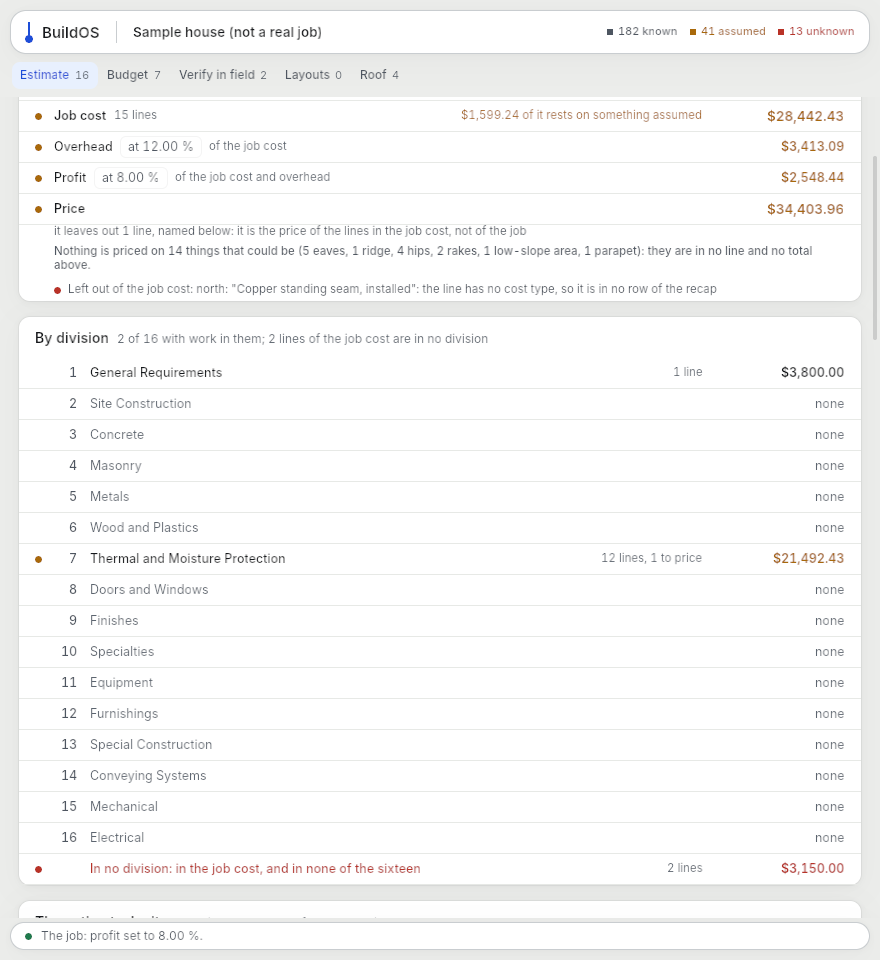 BuildOS
Sample house (not a real job)
182 known
41 assumed
13 unknown
Estimate 16
Budget 7
Verify in field 2
Layouts 0
Roof 4
Job cost 15 lines $1,599.24 of it rests on something assumed $28,442.43
Overhead at 12.00 % of the job cost $3,413.09
Profit at 8.00 % of the job cost and overhead $2,548.44
Price $34,403.96
it leaves out 1 line, named below: it is the price of the lines in the job cost, not of the job
Nothing is priced on 14 things that could be (5 eaves, 1 ridge, 4 hips, 2 rakes, 1 low-slope area, 1 parapet): they are in no line and no total
above.
Left out of the job cost: north: "Copper standing seam, installed": the line has no cost type, so it is in no row of the recap
By division 2 of 16 with work in them; 2 lines of the job cost are in no division
1 General Requirements 1 line $3,800.00
2 Site Construction none
3 Concrete none
4 Masonry none
5 Metals none
6 Wood and Plastics none
7 Thermal and Moisture Protection 12 lines, 1 to price $21,492.43
8 Doors and Windows none
9 Finishes none
10 Specialties none
11 Equipment none
12 Furnishings none
13 Special Construction none
14 Conveying Systems none
15 Mechanical none
16 Electrical none
In no division: in the job cost, and in none of the sixteen 2 lines $3,150.00
The job: profit set to 8.00 %.